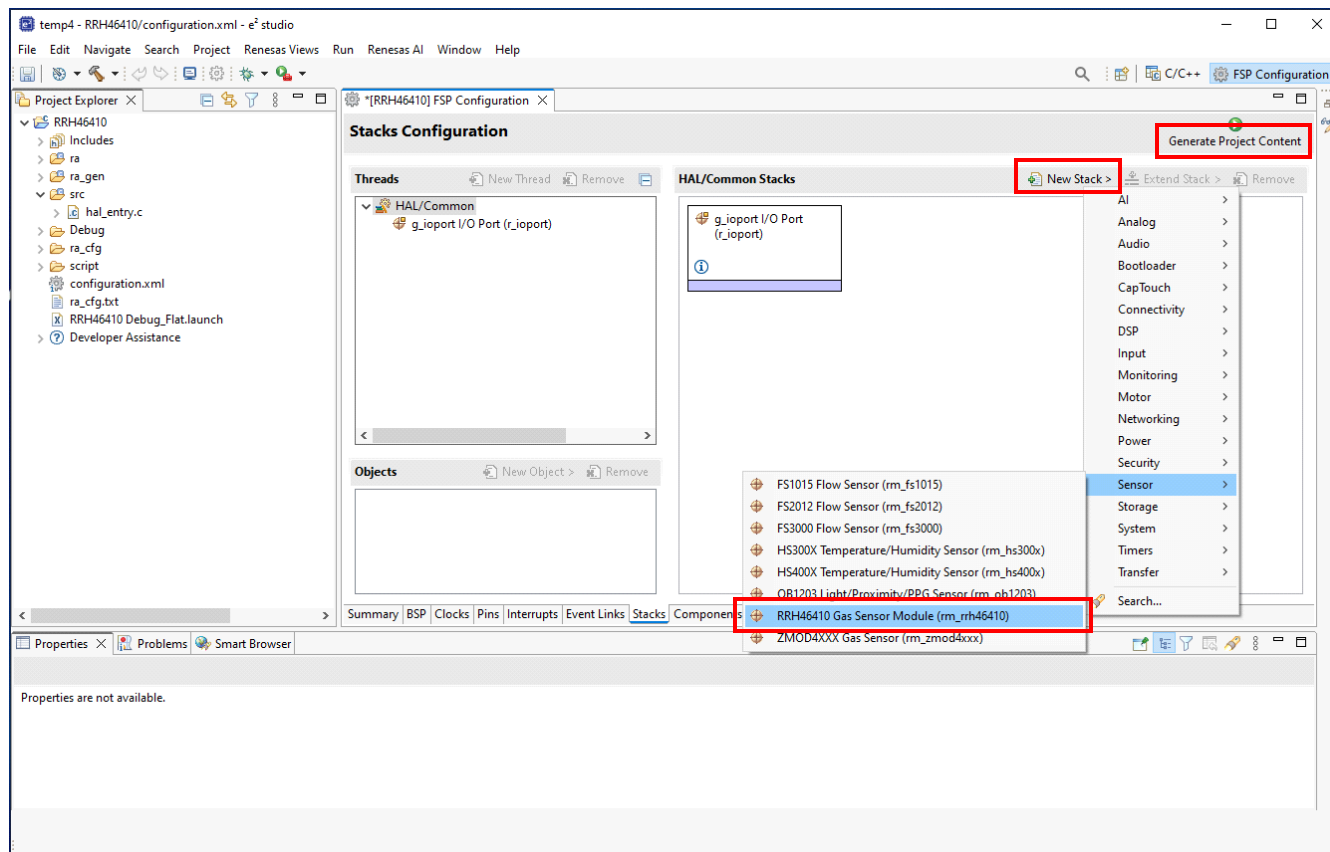 temp4 - RRH46410/configuration.xml - e² studio
File Edit Navigate Search Project Renesas Views Run Renesas AI Window Help
C/C++ FSP Configuration
Project Explorer
RRH46410
Includes
ra
ra_gen
src
hal_entry.c
Debug
ra_cfg
script
configuration.xml
ra_cfg.txt
RRH46410 Debug_Flat.launch
Developer Assistance
*[RRH46410] FSP Configuration
Stacks Configuration
Generate Project Content
Threads New Thread Remove
HAL/Common
g_ioport I/O Port (r_ioport)
Objects New Object > Remove
HAL/Common Stacks New Stack > Extend Stack > Remove
g_ioport I/O Port
(r_ioport)
AI
Analog
Audio
Bootloader
CapTouch
Connectivity
DSP
Input
Monitoring
Motor
Networking
Power
Security
Sensor
Storage
System
Timers
Transfer
Search...
FS1015 Flow Sensor (rm_fs1015)
FS2012 Flow Sensor (rm_fs2012)
FS3000 Flow Sensor (rm_fs3000)
HS300X Temperature/Humidity Sensor (rm_hs300x)
HS400X Temperature/Humidity Sensor (rm_hs400x)
OB1203 Light/Proximity/PPG Sensor (rm_ob1203)
RRH46410 Gas Sensor Module (rm_rrh46410)
ZMOD4XXX Gas Sensor (rm_zmod4xxx)
Summary BSP Clocks Pins Interrupts Event Links Stacks Components
Properties Problems Smart Browser
Properties are not available.